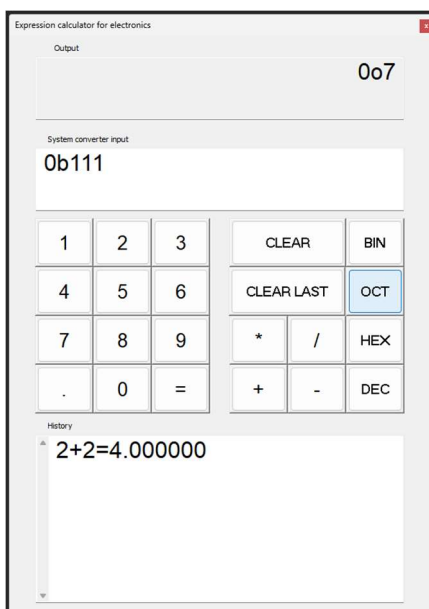 Expression calculator for electronics x
Output
0o7
System converter input
0b111
1 2 3 CLEAR BIN
4 5 6 CLEAR LAST OCT
7 8 9 * / HEX
. 0 = + - DEC
History
2+2=4.000000